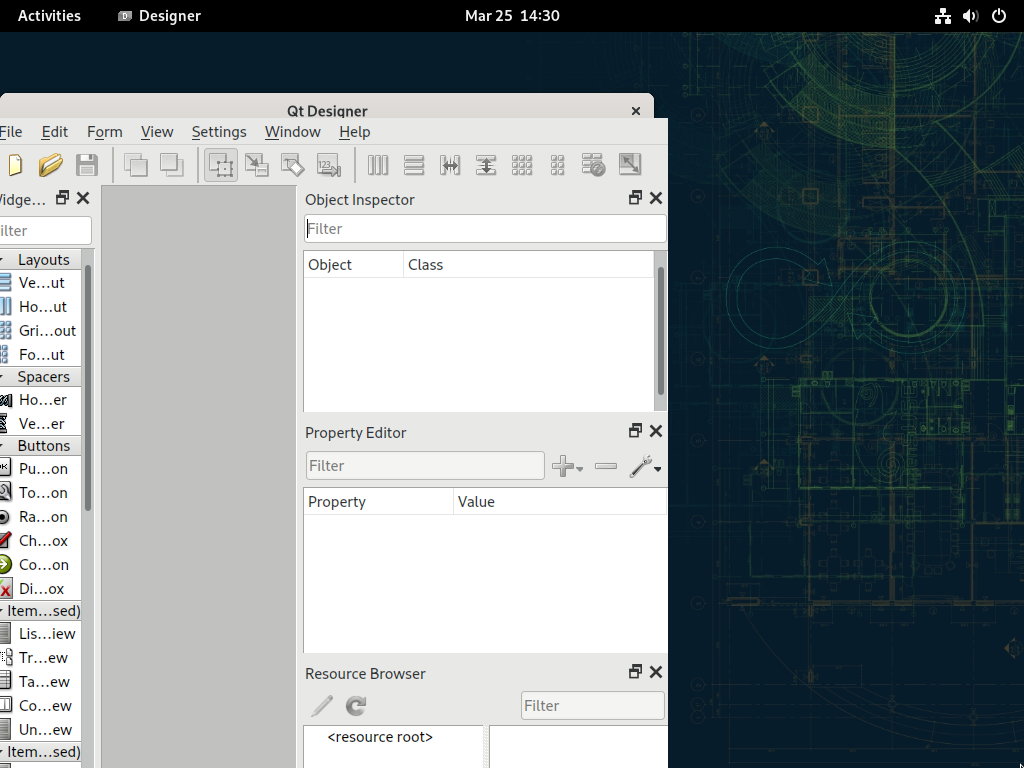 Activities
Designer
Mar 25 14:30
Qt Designer
File Edit Form View Settings Window Help
Widge...
Object Inspector
Filter
Filter
Object Class
Layouts
Ve...ut
Ho...ut
Gri...out
Fo...ut
Spacers
Ho...er
Ve...er
Buttons
Pu...on
To...on
Ra...on
Ch...ox
Co...on
Di...ox
Item...sed)
Lis...iew
Tr...ew
Ta...ew
Co...ew
Un...ew
Item...sed)
Property Editor
Filter
Property Value
Resource Browser
Filter
<resource root>